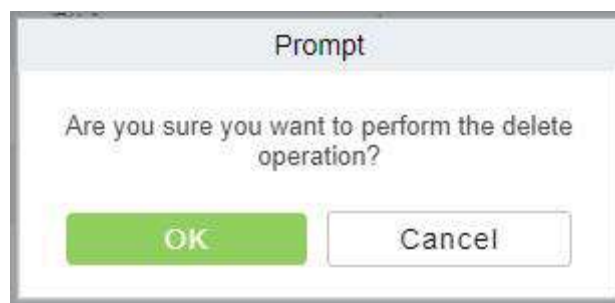 Prompt
Are you sure you want to perform the delete
operation?
OK
Cancel